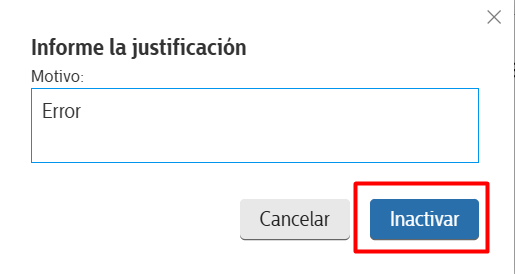 Informe la justificación
Motivo:
Error
Cancelar
Inactivar